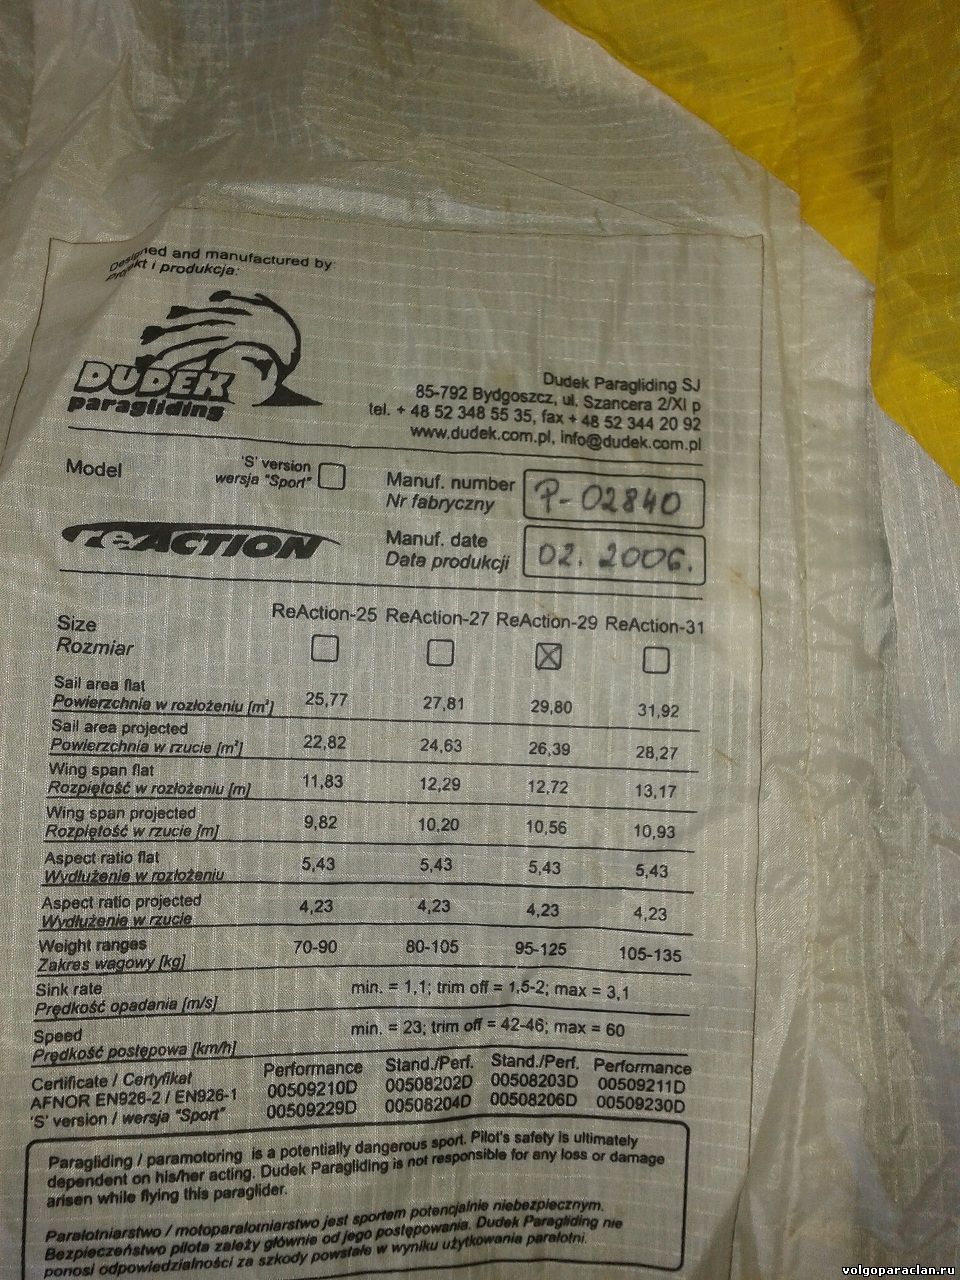 Designed and manufactured by:
Projekt i produkcja:
DUDEK
paragliding
Dudek Paragliding SJ
85-792 Bydgoszcz, ul. Szancera 2/XI p
tel. + 48 52 348 55 35, fax + 48 52 344 20 92
www.dudek.com.pl, info@dudek.com.pl
Model
'S' version
wersja "Sport"
Manuf. number
Nr fabryczny
P-02840
reACTION
Manuf. date
Data produkcji
02. 2006.
Size
Rozmiar
ReAction-25 ReAction-27 ReAction-29 ReAction-31
Sail area flat
Powierzchnia w rozłożeniu [m²] 25,77 27,81 29,80 31,92
Sail area projected
Powierzchnia w rzucie [m²] 22,82 24,63 26,39 28,27
Wing span flat
Rozpiętość w rozłożeniu [m] 11,83 12,29 12,72 13,17
Wing span projected
Rozpiętość w rzucie [m] 9,82 10,20 10,56 10,93
Aspect ratio flat
Wydłużenie w rozłożeniu 5,43 5,43 5,43 5,43
Aspect ratio projected
Wydłużenie w rzucie 4,23 4,23 4,23 4,23
Weight ranges
Zakres wagowy [kg] 70-90 80-105 95-125 105-135
Sink rate
Prędkość opadania [m/s] min. = 1,1; trim off = 1,5-2; max = 3,1
Speed
Prędkość postępowa [km/h] min. = 23; trim off = 42-46; max = 60
Certificate / Certyfikat Performance Stand./Perf. Stand./Perf. Performance
AFNOR EN926-2 / EN926-1 00509210D 00508202D 00508203D 00509211D
'S' version / wersja "Sport" 00509229D 00508204D 00508206D 00509230D
Paragliding / paramotoring is a potentially dangerous sport. Pilot's safety is ultimately
dependent on his/her acting. Dudek Paragliding is not responsible for any loss or damage
arisen while flying this paraglider.
Paralotniarstwo / motoparalotniarstwo jest sportem potencjalnie niebezpiecznym.
Bezpieczeństwo pilota zależy głównie od jego postępowania. Dudek Paragliding nie
ponosi odpowiedzialności za szkody powstałe w wyniku użytkowania paralotni.
volgoparaclan.ru